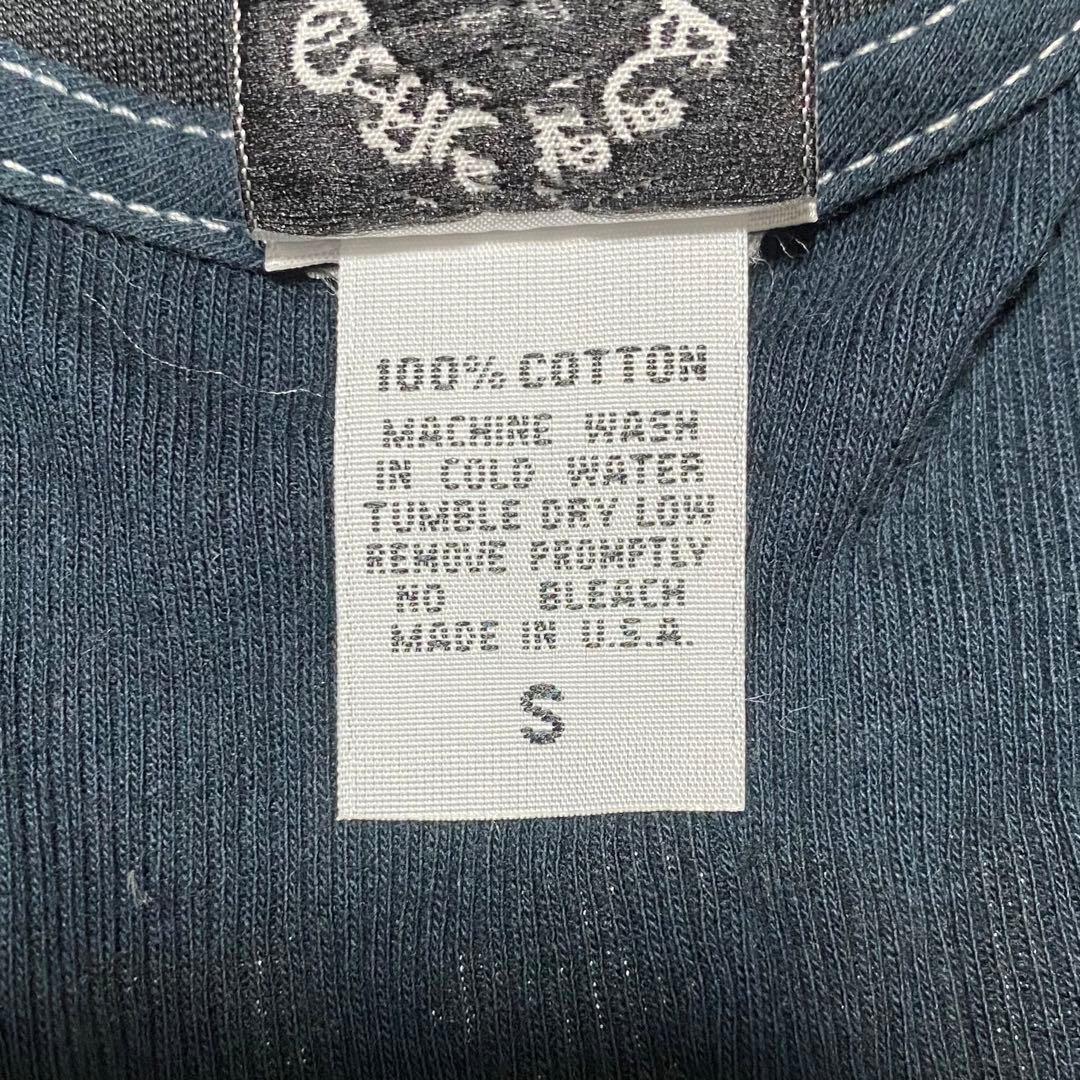 100% COTTON
MACHINE WASH
IN COLD WATER
TUMBLE DRY LOW
REMOVE PROMPTLY
NO BLEACH
MADE IN U.S.A.
S